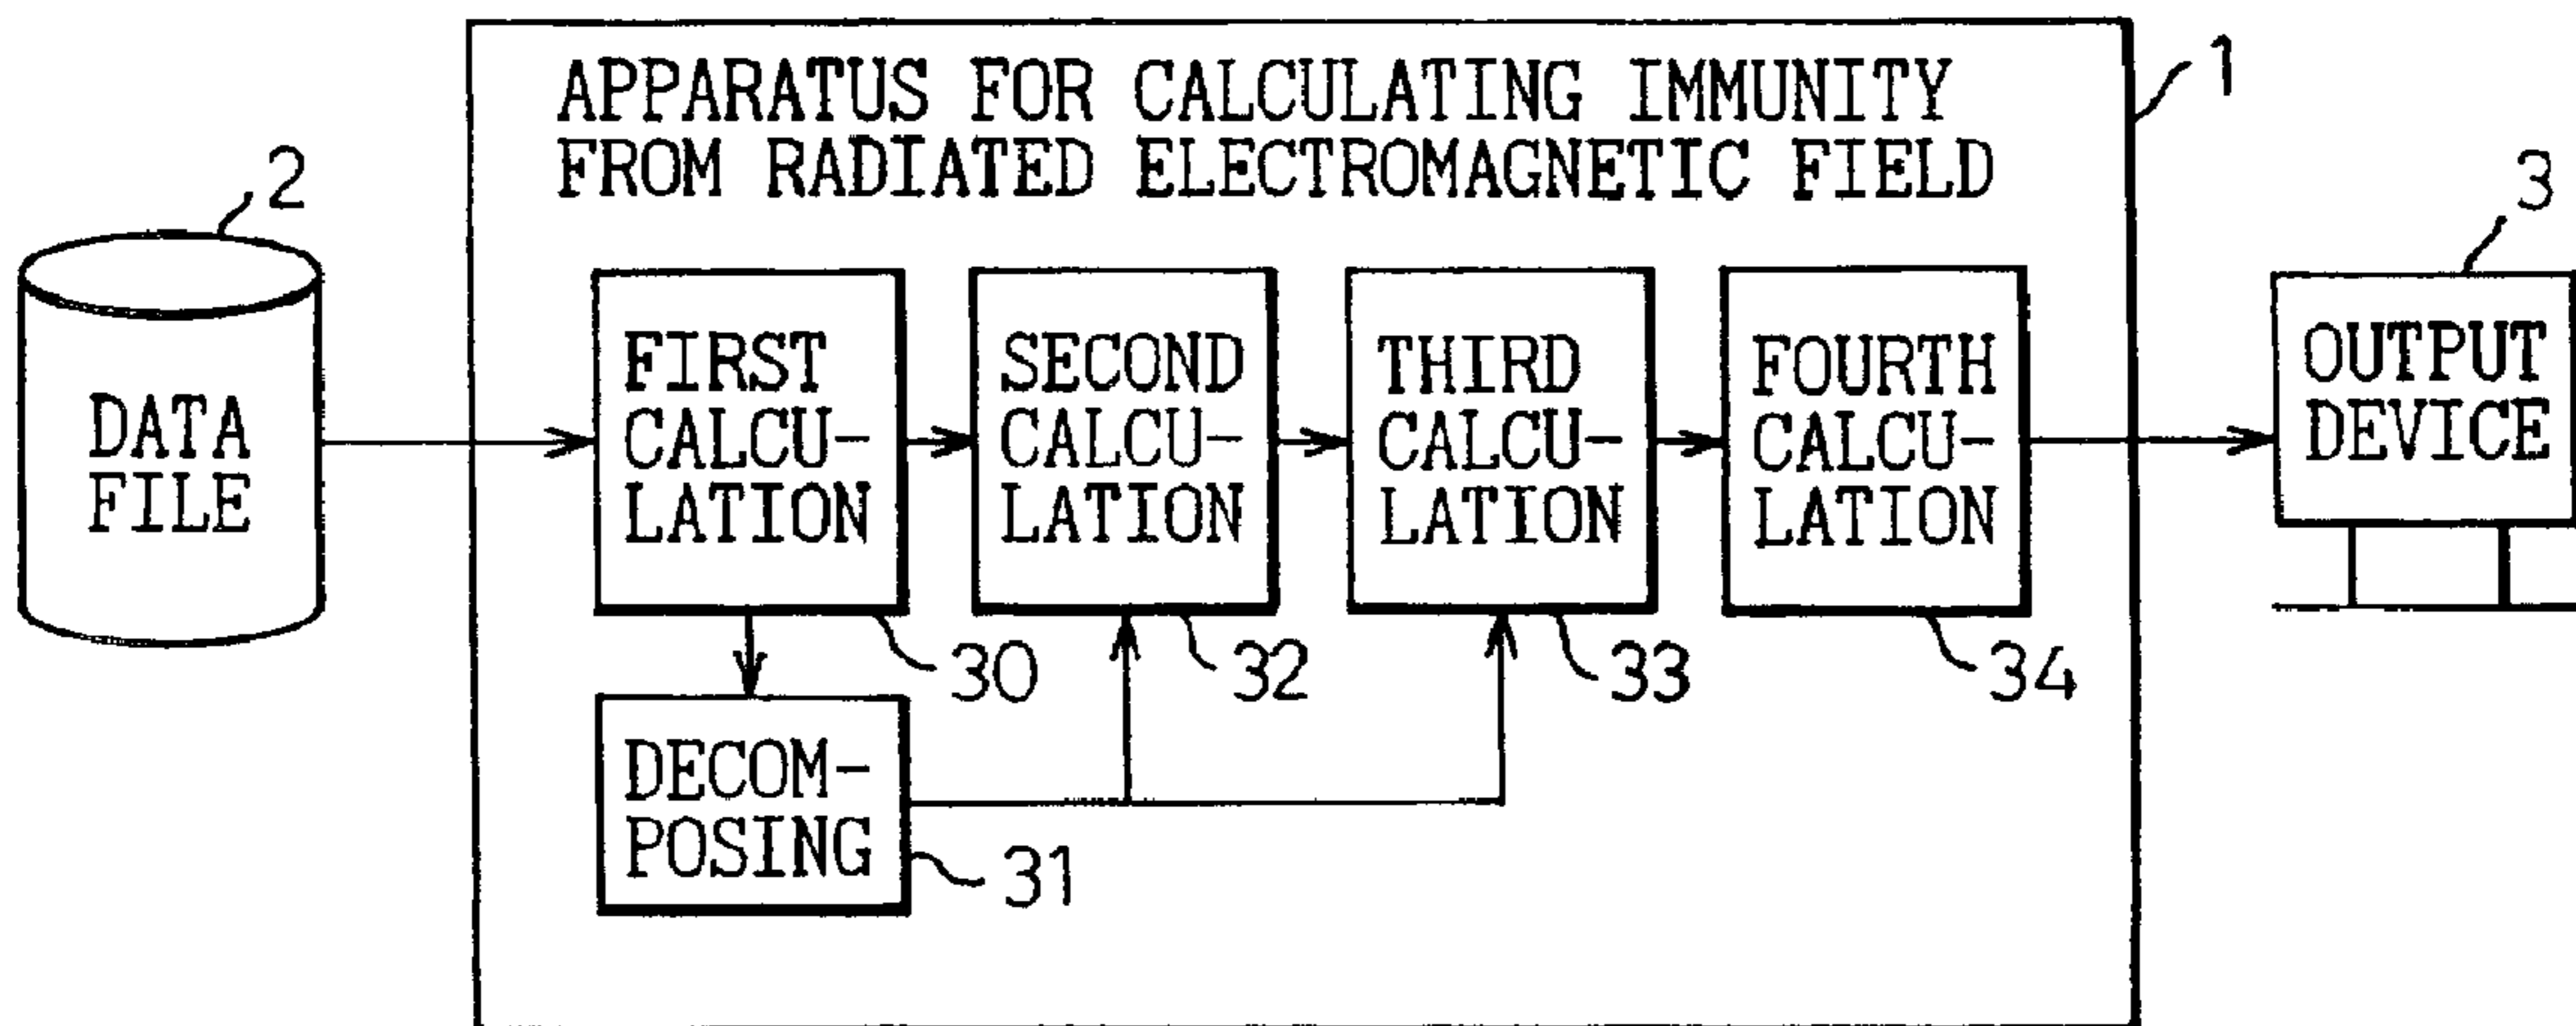 APPARATUS FOR CALCULATING IMMUNITY
FROM RADIATED ELECTROMAGNETIC FIELD
1
2
DATA
FILE
FIRST
CALCU-
LATION
30
SECOND
CALCU-
LATION
32
THIRD
CALCU-
LATION
33
FOURTH
CALCU-
LATION
34
3
OUTPUT
DEVICE
DECOM-
POSING
31